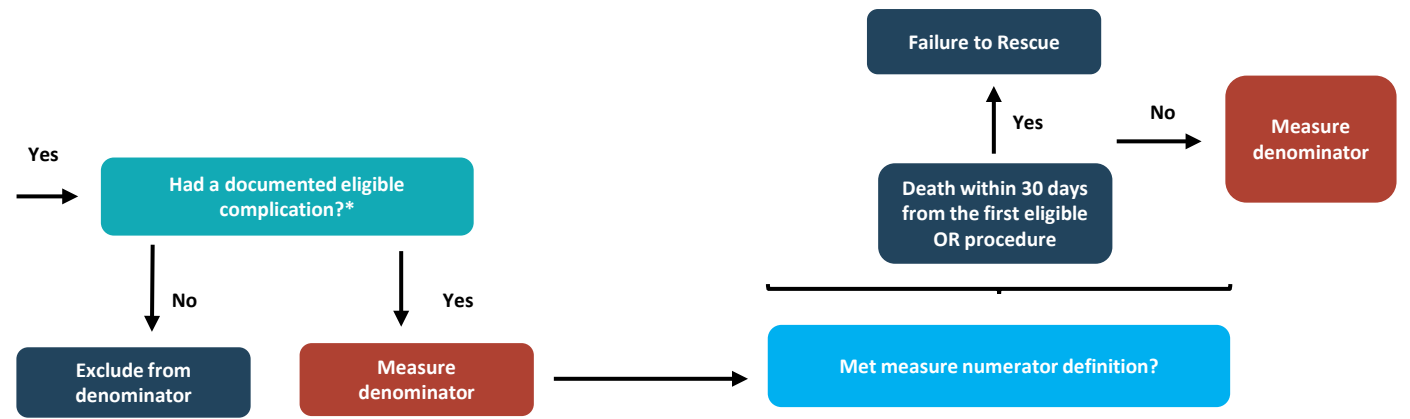 Yes
Had a documented eligible
complication?*
No
Yes
Exclude from
denominator
Measure
denominator
Met measure numerator definition?
Death within 30 days
from the first eligible
OR procedure
Yes
Failure to Rescue
No
Measure
denominator